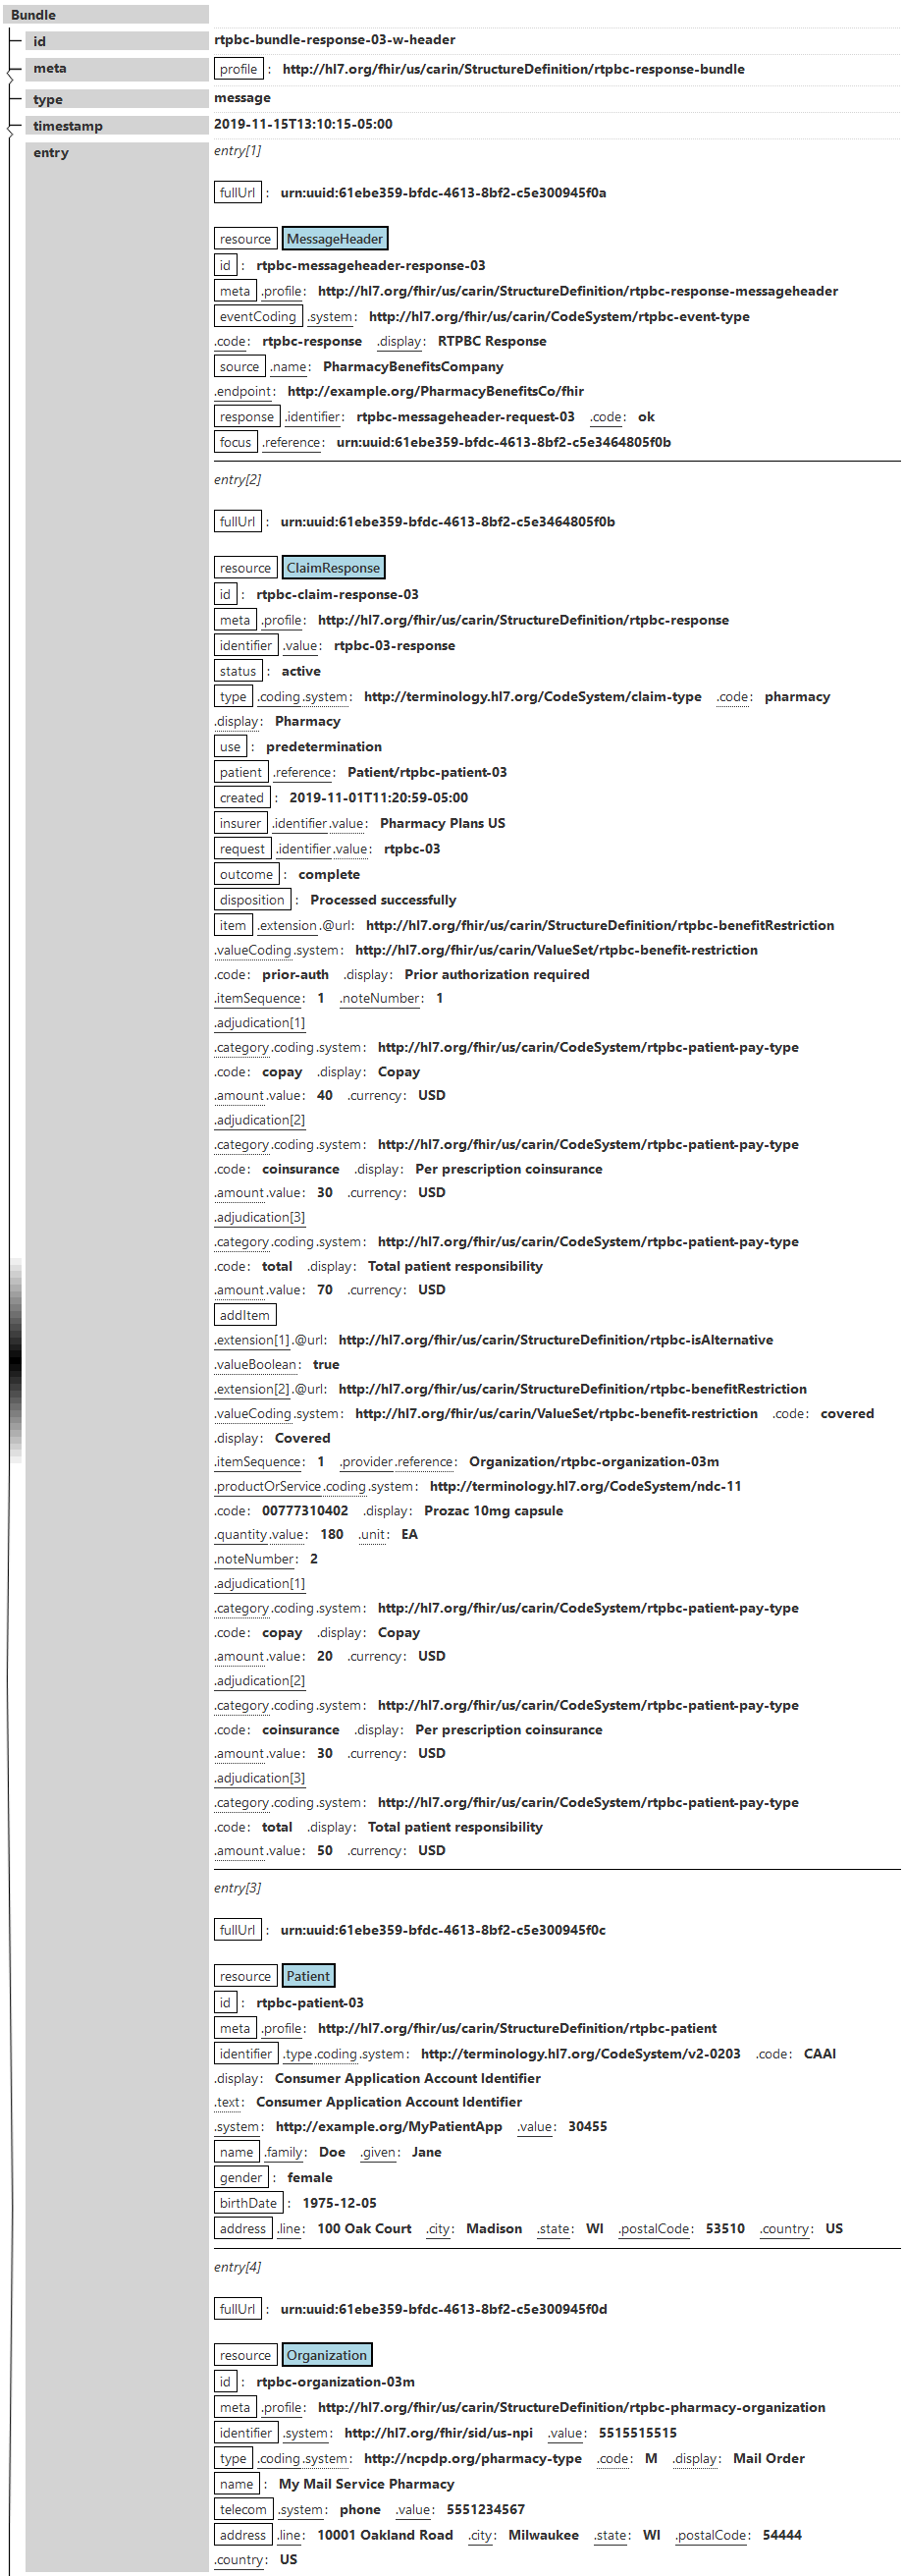 Bundle
id rtpbc-bundle-response-03-w-header
meta profile : http://hl7.org/fhir/us/carin/StructureDefinition/rtpbc-response-bundle
type message
timestamp 2019-11-15T13:10:15-05:00
entry entry[1]
fullUrl : urn:uuid:61ebe359-bfdc-4613-8bf2-c5e300945f0a
resource MessageHeader
id : rtpbc-messageheader-response-03
meta .profile: http://hl7.org/fhir/us/carin/StructureDefinition/rtpbc-response-messageheader
eventCoding .system: http://hl7.org/fhir/us/carin/CodeSystem/rtpbc-event-type
.code: rtpbc-response .display: RTPBC Response
source .name: PharmacyBenefitsCompany
.endpoint: http://example.org/PharmacyBenefitsCo/fhir
response .identifier: rtpbc-messageheader-request-03 .code: ok
focus .reference: urn:uuid:61ebe359-bfdc-4613-8bf2-c5e3464805f0b
entry[2]
fullUrl : urn:uuid:61ebe359-bfdc-4613-8bf2-c5e3464805f0b
resource ClaimResponse
id : rtpbc-claim-response-03
meta .profile: http://hl7.org/fhir/us/carin/StructureDefinition/rtpbc-response
identifier .value: rtpbc-03-response
status : active
type .coding.system: http://terminology.hl7.org/CodeSystem/claim-type .code: pharmacy
.display: Pharmacy
use : predetermination
patient .reference: Patient/rtpbc-patient-03
created : 2019-11-01T11:20:59-05:00
insurer .identifier.value: Pharmacy Plans US
request .identifier.value: rtpbc-03
outcome : complete
disposition : Processed successfully
item .extension.@url: http://hl7.org/fhir/us/carin/StructureDefinition/rtpbc-benefitRestriction
.valueCoding.system: http://hl7.org/fhir/us/carin/ValueSet/rtpbc-benefit-restriction
.code: prior-auth .display: Prior authorization required
.itemSequence: 1 .noteNumber: 1
.adjudication[1]
.category.coding.system: http://hl7.org/fhir/us/carin/CodeSystem/rtpbc-patient-pay-type
.code: copay .display: Copay
.amount.value: 40 .currency: USD
.adjudication[2]
.category.coding.system: http://hl7.org/fhir/us/carin/CodeSystem/rtpbc-patient-pay-type
.code: coinsurance .display: Per prescription coinsurance
.amount.value: 30 .currency: USD
.adjudication[3]
.category.coding.system: http://hl7.org/fhir/us/carin/CodeSystem/rtpbc-patient-pay-type
.code: total .display: Total patient responsibility
.amount.value: 70 .currency: USD
addItem
.extension[1].@url: http://hl7.org/fhir/us/carin/StructureDefinition/rtpbc-isAlternative
.valueBoolean: true
.extension[2].@url: http://hl7.org/fhir/us/carin/StructureDefinition/rtpbc-benefitRestriction
.valueCoding.system: http://hl7.org/fhir/us/carin/ValueSet/rtpbc-benefit-restriction .code: covered
.display: Covered
.itemSequence: 1 .provider.reference: Organization/rtpbc-organization-03m
.productOrService.coding.system: http://terminology.hl7.org/CodeSystem/ndc-11
.code: 00777310402 .display: Prozac 10mg capsule
.quantity.value: 180 .unit: EA
.noteNumber: 2
.adjudication[1]
.category.coding.system: http://hl7.org/fhir/us/carin/CodeSystem/rtpbc-patient-pay-type
.code: copay .display: Copay
.amount.value: 20 .currency: USD
.adjudication[2]
.category.coding.system: http://hl7.org/fhir/us/carin/CodeSystem/rtpbc-patient-pay-type
.code: coinsurance .display: Per prescription coinsurance
.amount.value: 30 .currency: USD
.adjudication[3]
.category.coding.system: http://hl7.org/fhir/us/carin/CodeSystem/rtpbc-patient-pay-type
.code: total .display: Total patient responsibility
.amount.value: 50 .currency: USD
entry[3]
fullUrl : urn:uuid:61ebe359-bfdc-4613-8bf2-c5e300945f0c
resource Patient
id : rtpbc-patient-03
meta .profile: http://hl7.org/fhir/us/carin/StructureDefinition/rtpbc-patient
identifier .type.coding.system: http://terminology.hl7.org/CodeSystem/v2-0203 .code: CAAI
.display: Consumer Application Account Identifier
.text: Consumer Application Account Identifier
.system: http://example.org/MyPatientApp .value: 30455
name .family: Doe .given: Jane
gender : female
birthDate : 1975-12-05
address .line: 100 Oak Court .city: Madison .state: WI .postalCode: 53510 .country: US
entry[4]
fullUrl : urn:uuid:61ebe359-bfdc-4613-8bf2-c5e300945f0d
resource Organization
id : rtpbc-organization-03m
meta .profile: http://hl7.org/fhir/us/carin/StructureDefinition/rtpbc-pharmacy-organization
identifier .system: http://hl7.org/fhir/sid/us-npi .value: 5515515515
type .coding.system: http://ncpdp.org/pharmacy-type .code: M .display: Mail Order
name : My Mail Service Pharmacy
telecom .system: phone .value: 5551234567
address .line: 10001 Oakland Road .city: Milwaukee .state: WI .postalCode: 54444
.country: US